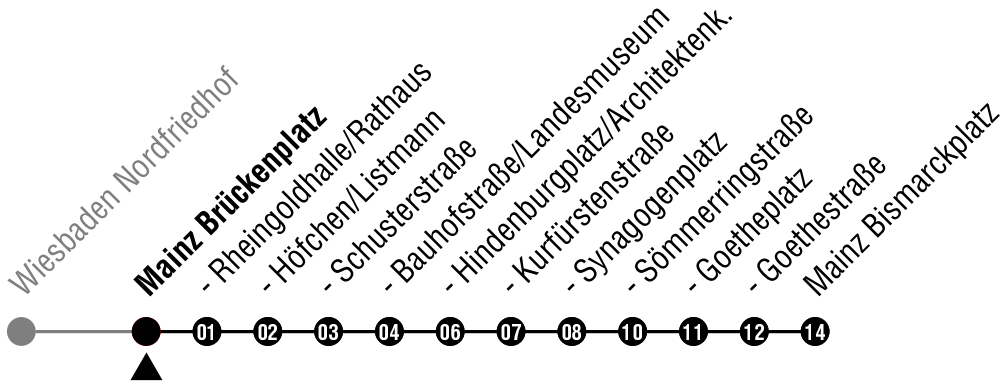 Wiesbaden Nordfriedhof
Mainz Brückenplatz
- Rheingoldhalle/Rathaus
- Höfchen/Listmann
- Schusterstraße
- Bauhofstraße/Landesmuseum
- Hindenburgplatz/Architektenk.
- Kurfürstenstraße
- Synagogenplatz
- Sömmerringstraße
- Goetheplatz
- Goethestraße
Mainz Bismarckplatz
01 02 03 04 06 07 08 10 11 12 14